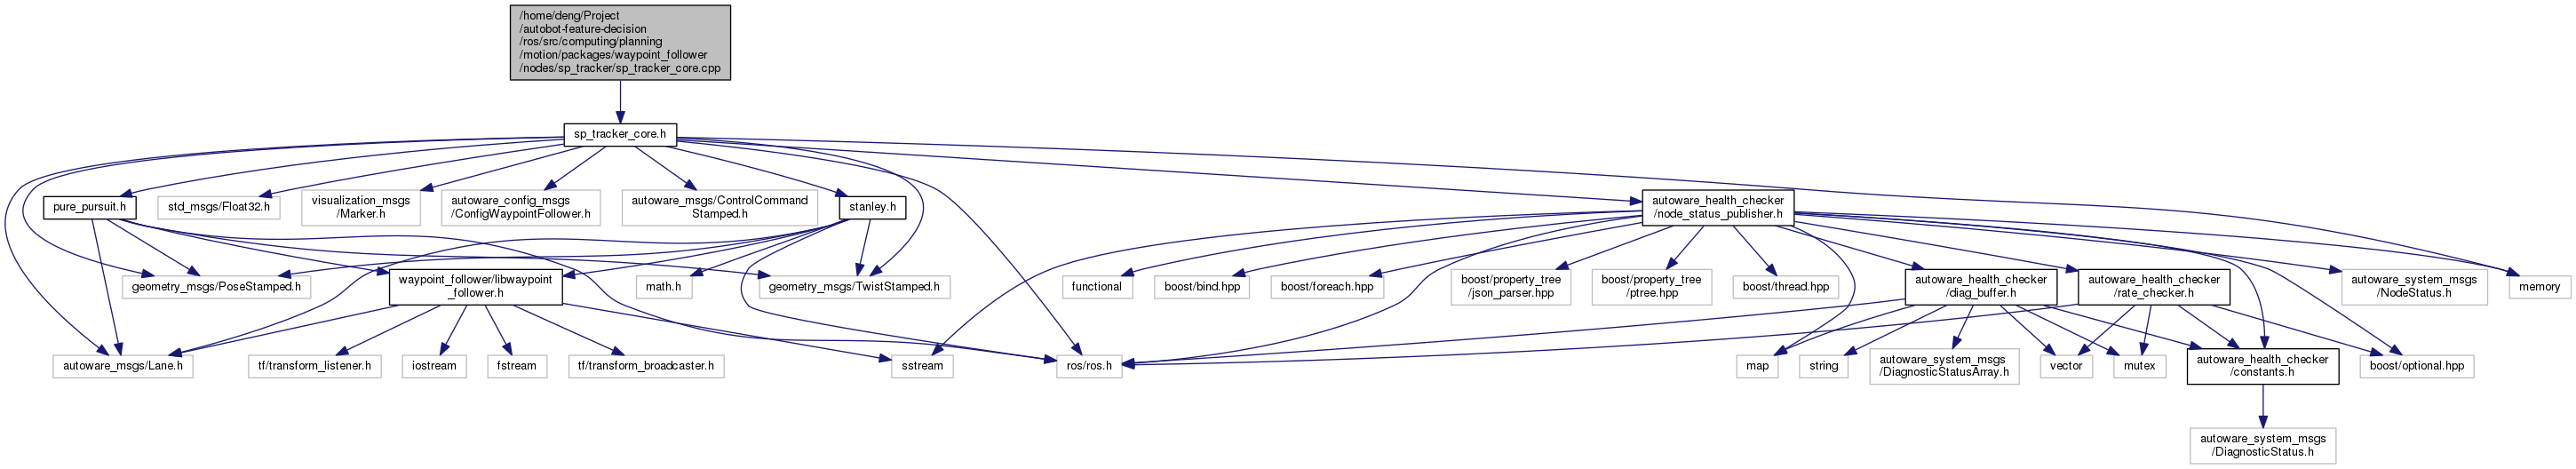 /home/deng/Project
/autobot-feature-decision
/ros/src/computing/planning
/motion/packages/waypoint_follower
/nodes/sp_tracker/sp_tracker_core.cpp
sp_tracker_core.h
pure_pursuit.h
std_msgs/Float32.h
visualization_msgs
/Marker.h
autoware_config_msgs
/ConfigWaypointFollower.h
autoware_msgs/ControlCommand
Stamped.h
stanley.h
autoware_health_checker
/node_status_publisher.h
geometry_msgs/PoseStamped.h
waypoint_follower/libwaypoint
_follower.h
math.h
geometry_msgs/TwistStamped.h
functional
boost/bind.hpp
boost/foreach.hpp
boost/property_tree
/json_parser.hpp
boost/property_tree
/ptree.hpp
boost/thread.hpp
autoware_health_checker
/diag_buffer.h
autoware_health_checker
/rate_checker.h
autoware_system_msgs
/NodeStatus.h
memory
autoware_msgs/Lane.h
tf/transform_listener.h
iostream
fstream
tf/transform_broadcaster.h
sstream
ros/ros.h
map
string
autoware_system_msgs
/DiagnosticStatusArray.h
vector
mutex
autoware_health_checker
/constants.h
boost/optional.hpp
autoware_system_msgs
/DiagnosticStatus.h